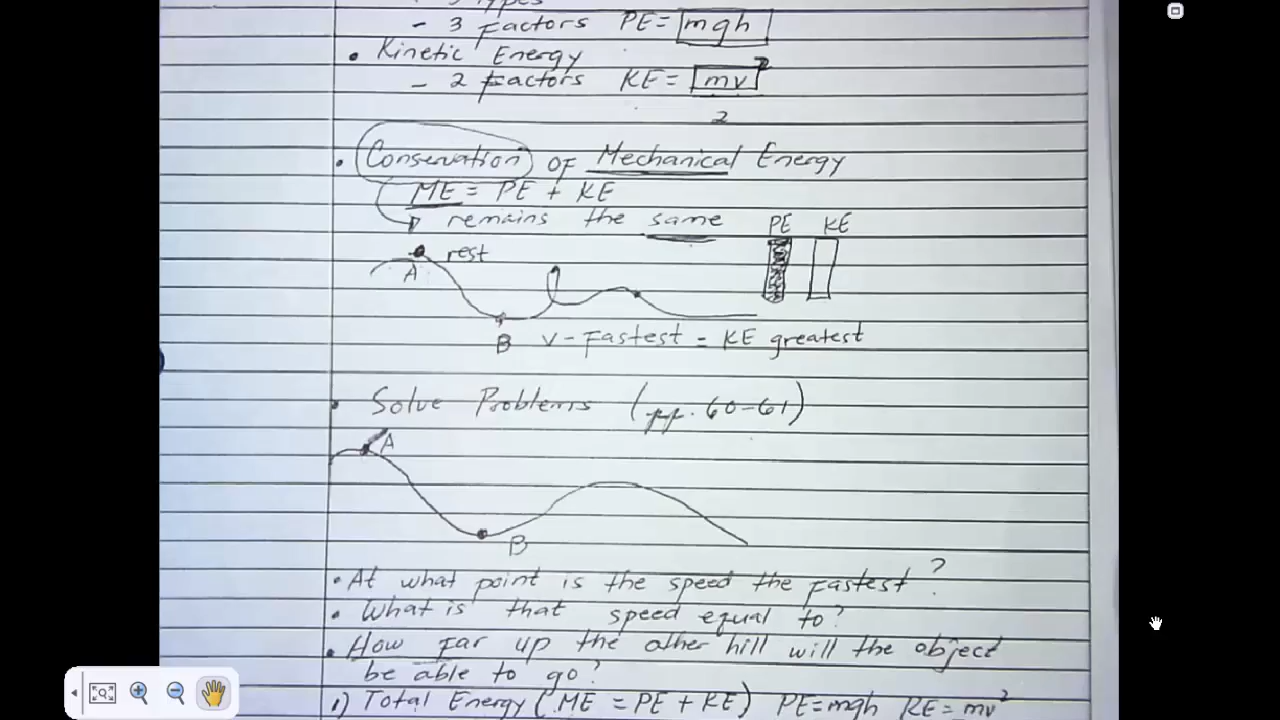 - 3 Factors PE = mgh
• Kinetic Energy
- 2 Factors KE = mv²
2
• Conservation of Mechanical Energy
ME = PE + KE
remains the same PE KE
rest
A
B v - Fastest = KE greatest
• Solve Problems (pp. 60-61)
A
B
• At what point is the speed the fastest?
• What is that speed equal to?
• How far up the other hill will the object
be able to go?
1) Total Energy (ME = PE + KE) PE = mgh KE = mv²